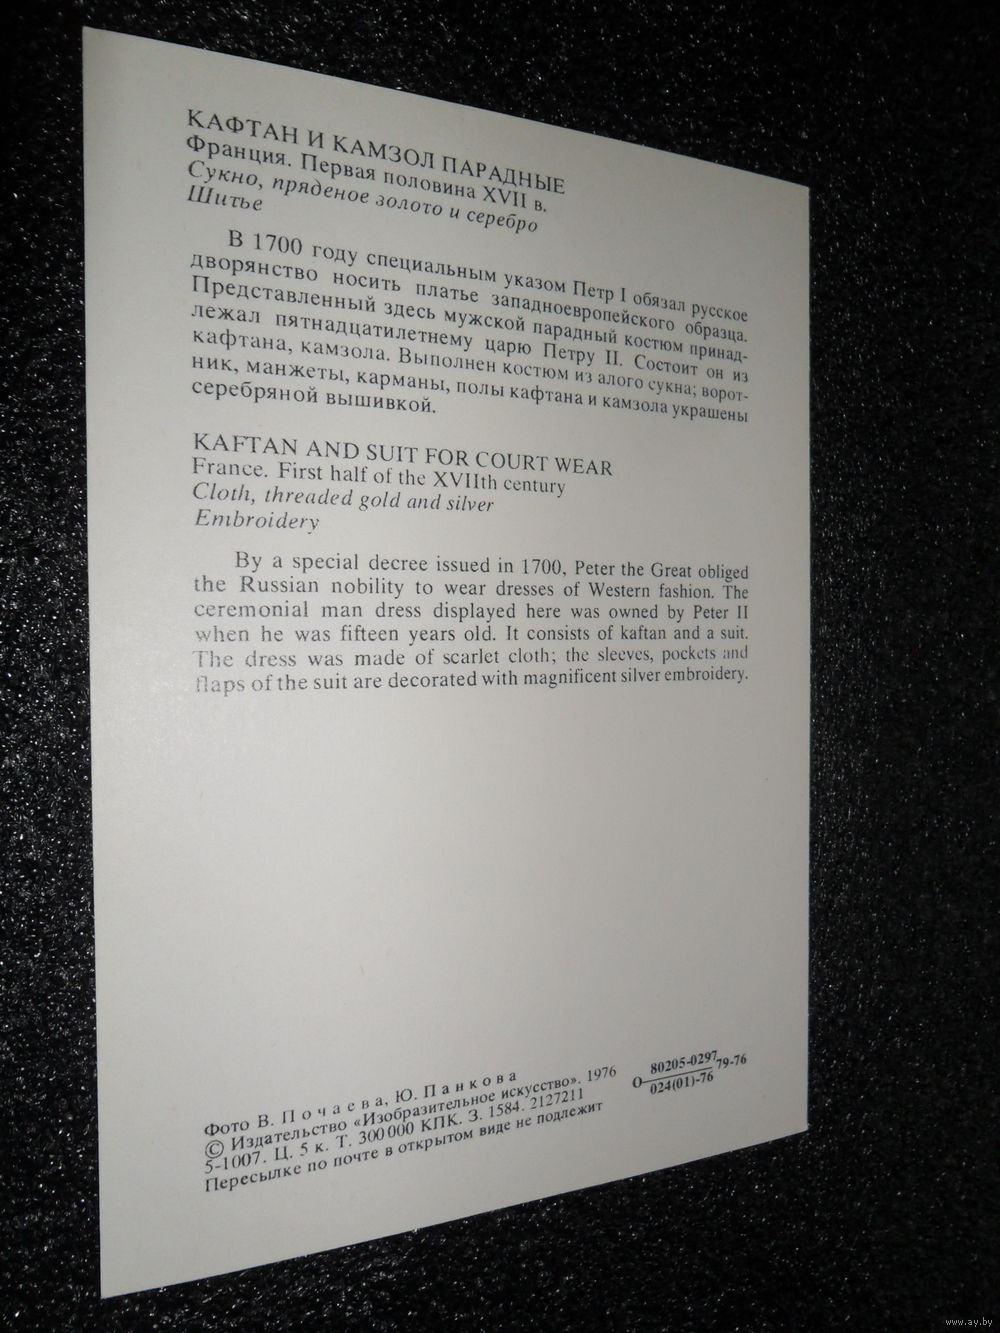 КАФТАН И КАМЗОЛ ПАРАДНЫЕ
Франция. Первая половина XVII в.
Сукно, пряденое золото и серебро
Шитье
В 1700 году специальным указом Петр I обязал русское
дворянство носить платье западноевропейского образца.
Представленный здесь мужской парадный костюм принад-
лежал пятнадцатилетнему царю Петру II. Состоит он из
кафтана, камзола. Выполнен костюм из алого сукна; ворот-
ник, манжеты, карманы, полы кафтана и камзола украшены
серебряной вышивкой.
KAFTAN AND SUIT FOR COURT WEAR
France. First half of the XVIIth century
Cloth, threaded gold and silver
Embroidery
By a special decree issued in 1700, Peter the Great obliged
the Russian nobility to wear dresses of Western fashion. The
ceremonial man dress displayed here was owned by Peter II
when he was fifteen years old. It consists of kaftan and a suit.
The dress was made of scarlet cloth; the sleeves, pockets and
flaps of the suit are decorated with magnificent silver embroidery.
Фото В. Почаева, Ю. Панкова
© Издательство «Изобразительное искусство». 1976
5-1007. Ц. 5 к. Т. 300 000 КПК. З. 1584. 2127211
Пересылке по почте в открытом виде не подлежит
О 80205-0297 79-76
024(01)-76
www.ay.by